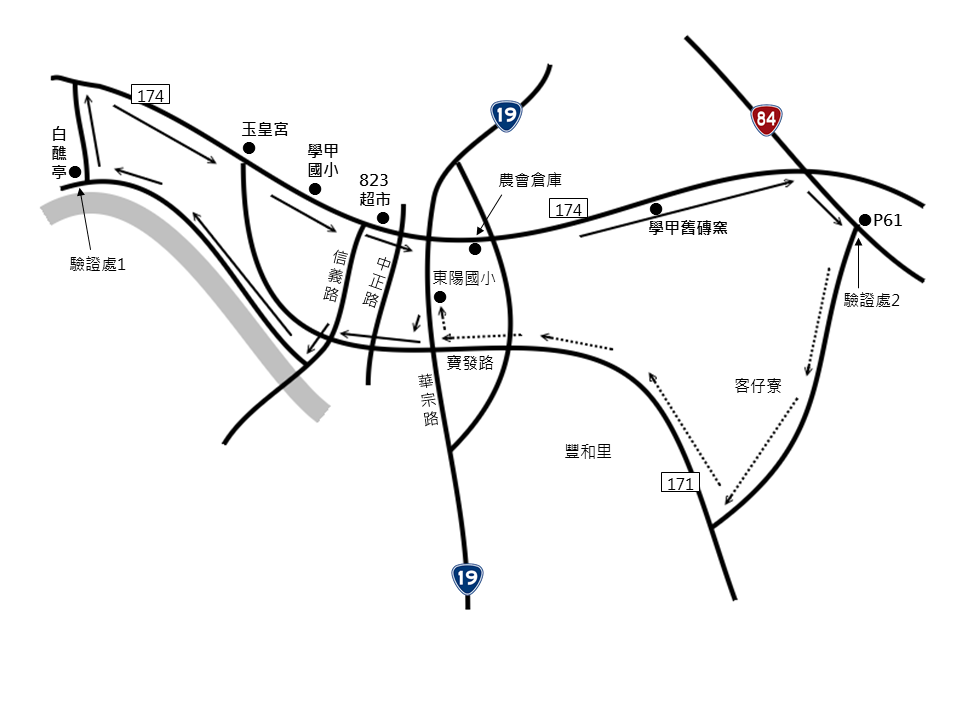 174
19
84
白
醮
亭
玉皇宮
學甲
國小
823
超市
農會倉庫
174
學甲舊磚窯
P61
驗證處1
信
義
路
中
正
路
東陽國小
驗證處2
寶發路
華
宗
路
客仔寮
豐和里
171
19